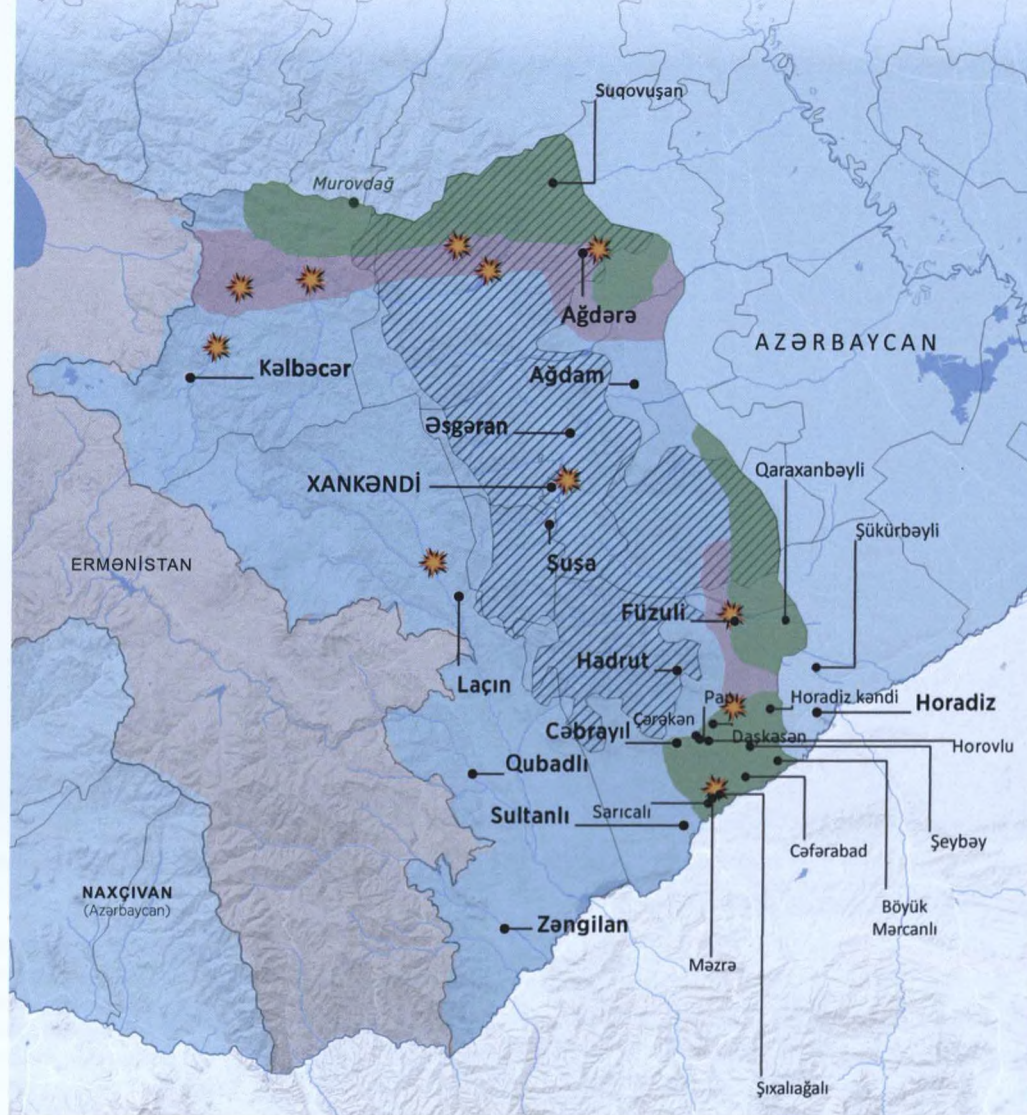 Suqovuşan
Murovdağ
Ağdərə
AZƏRBAYCAN
Kəlbəcər
Ağdam
Əsgəran
Qaraxanbəyli
XANKƏNDİ
Şükürbəyli
ERMƏNİSTAN
Şuşa
Füzuli
Hadrut
Laçın
Papı
Horadiz kəndi
Horadiz
Çərəkən
Cəbrayıl
Daşkəsən
Horovlu
Qubadlı
Sultanlı
Sarıcalı
Şeybəy
Cəfərabad
NAXÇIVAN
(Azərbaycan)
Böyük
Mərcanlı
Zəngilan
Məzrə
Şıxalıağalı